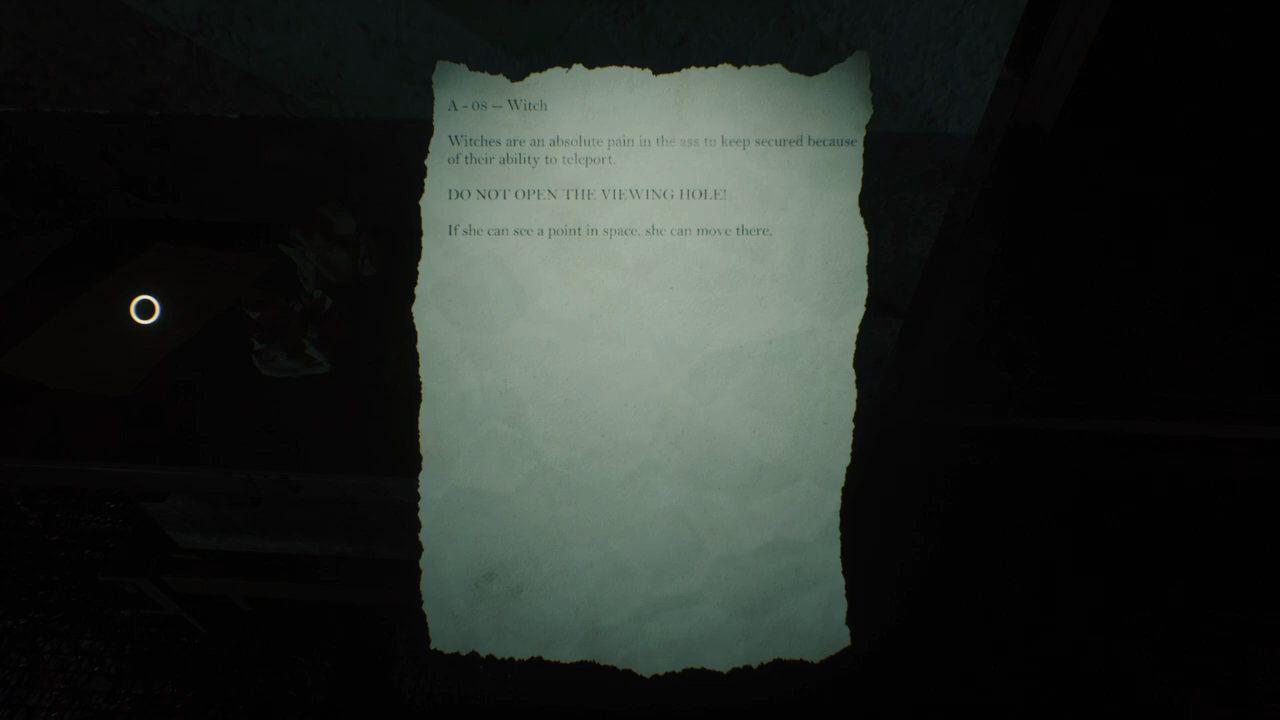 A - 08 – Witch
Witches are an absolute pain in the ass to keep secured because
of their ability to teleport.
DO NOT OPEN THE VIEWING HOLE!
If she can see a point in space, she can move there.